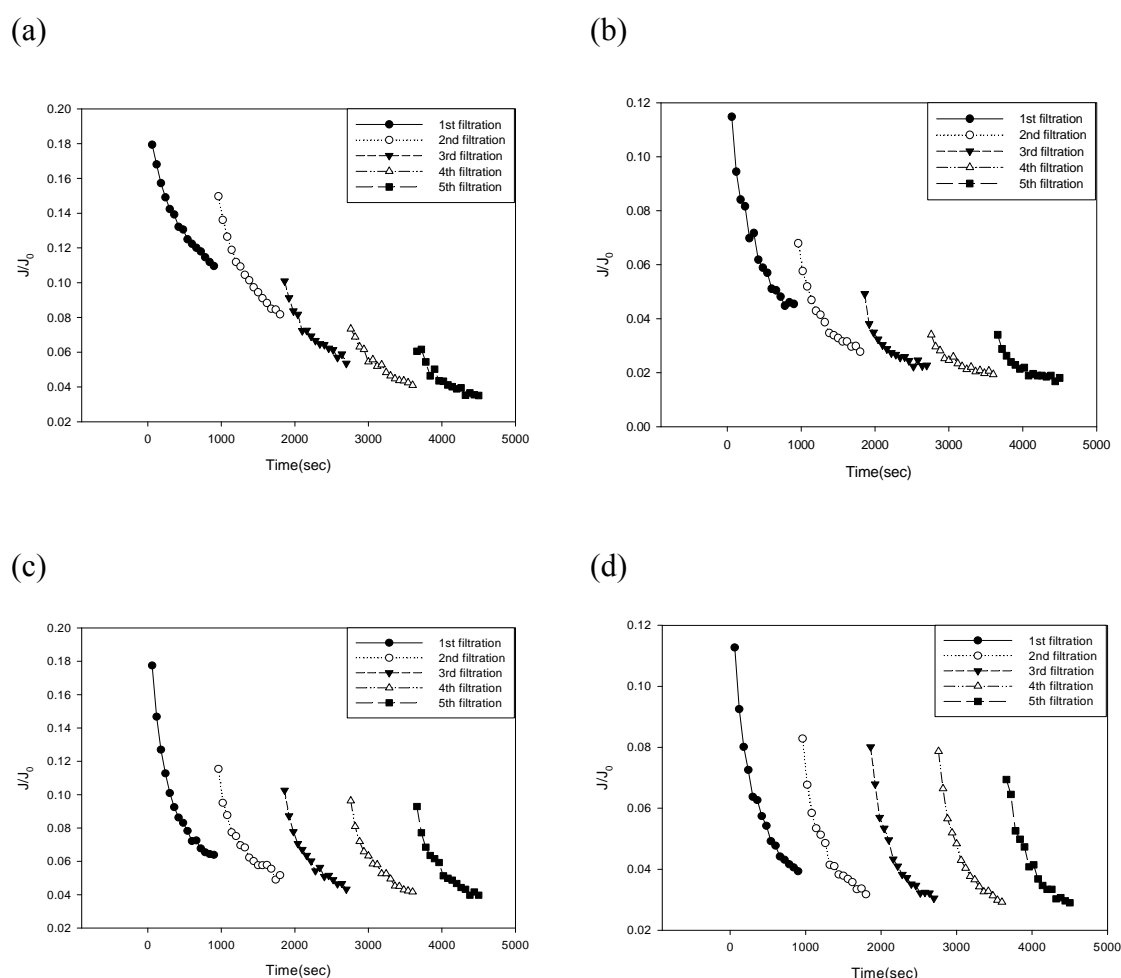 (a)
(b)
1st filtration
2nd filtration
3rd filtration
4th filtration
5th filtration
0.20
0.18
0.16
0.14
0.12
0.10
0.08
0.06
0.04
0.02
J/J0
0 1000 2000 3000 4000 5000
Time(sec)
1st filtration
2nd filtration
3rd filtration
4th filtration
5th filtration
0.12
0.10
0.08
0.06
0.04
0.02
0.00
J/J0
0 1000 2000 3000 4000 5000
Time(sec)
(c)
(d)
1st filtration
2nd filtration
3rd filtration
4th filtration
5th filtration
0.20
0.18
0.16
0.14
0.12
0.10
0.08
0.06
0.04
0.02
J/J0
0 1000 2000 3000 4000 5000
Time(sec)
1st filtration
2nd filtration
3rd filtration
4th filtration
5th filtration
0.12
0.10
0.08
0.06
0.04
0.02
J/J0
0 1000 2000 3000 4000 5000
Time(sec)